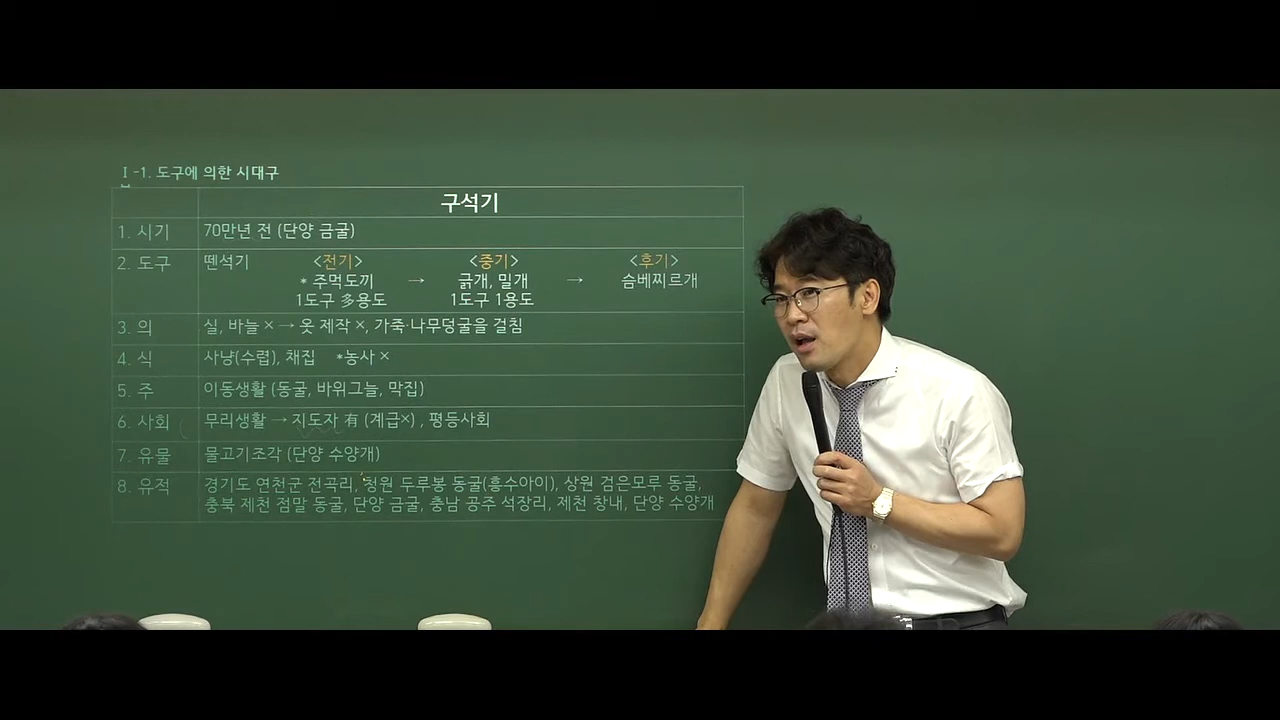 Ⅰ-1. 도구에 의한 시대구
구석기
1. 시기 70만년 전 (단양 금굴)
2. 도구 뗀석기 <전기> <중기> <후기>
* 주먹도끼 → 긁개, 밀개 → 슴베찌르개
1도구 多용도 1도구 1용도
3. 의 실, 바늘 × → 옷 제작 ×, 가죽·나무덩굴을 걸침
4. 식 사냥(수렵), 채집 *농사 ×
5. 주 이동생활 (동굴, 바위그늘, 막집)
6. 사회 무리생활 → 지도자 有 (계급×) , 평등사회
7. 유물 물고기조각 (단양 수양개)
8. 유적 경기도 연천군 전곡리, 청원 두루봉 동굴(흥수아이), 상원 검은모루 동굴,
충북 제천 점말 동굴, 단양 금굴, 충남 공주 석장리, 제천 창내, 단양 수양개